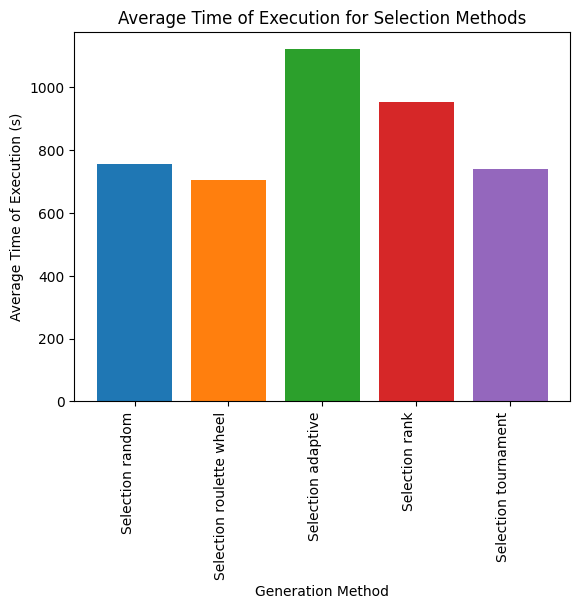 Average Time of Execution for Selection Methods
Average Time of Execution (s)
1000
800
600
400
200
0
Selection random
Selection roulette wheel
Selection adaptive
Selection rank
Selection tournament
Generation Method